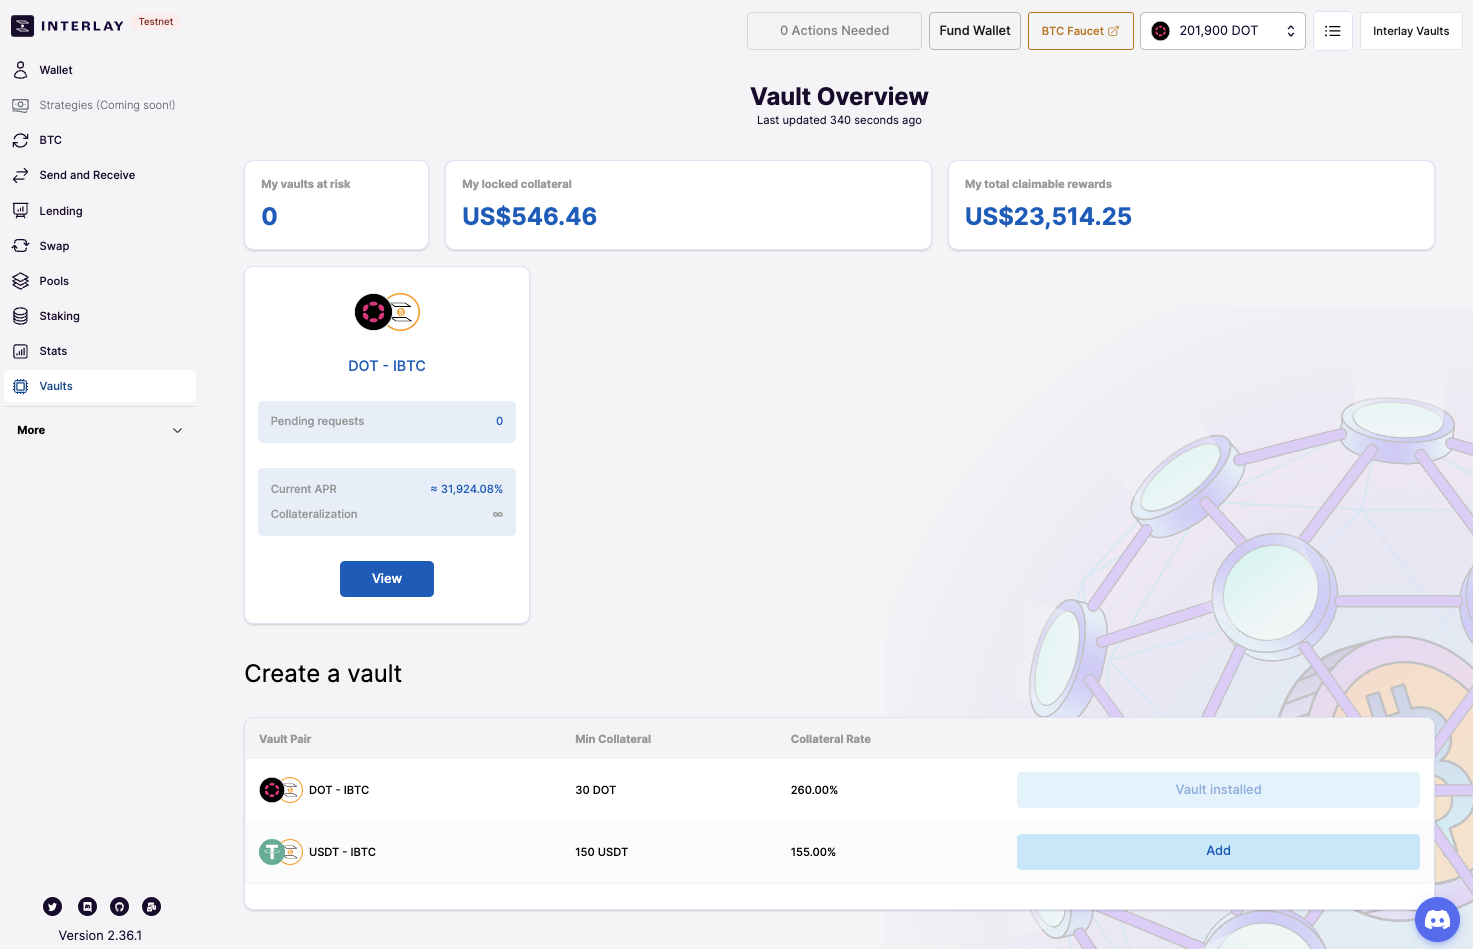 INTERLAY Testnet
0 Actions Needed
Fund Wallet
BTC Faucet
201,900 DOT
Interlay Vaults
Wallet
Strategies (Coming soon!)
BTC
Send and Receive
Lending
Swap
Pools
Staking
Stats
Vaults
More
Vault Overview
Last updated 340 seconds ago
My vaults at risk
0
My locked collateral
US$546.46
My total claimable rewards
US$23,514.25
DOT - IBTC
Pending requests 0
Current APR ≈ 31,924.08%
Collateralization ∞
View
Create a vault
Vault Pair Min Collateral Collateral Rate
DOT - IBTC 30 DOT 260.00% Vault installed
USDT - IBTC 150 USDT 155.00% Add
Version 2.36.1